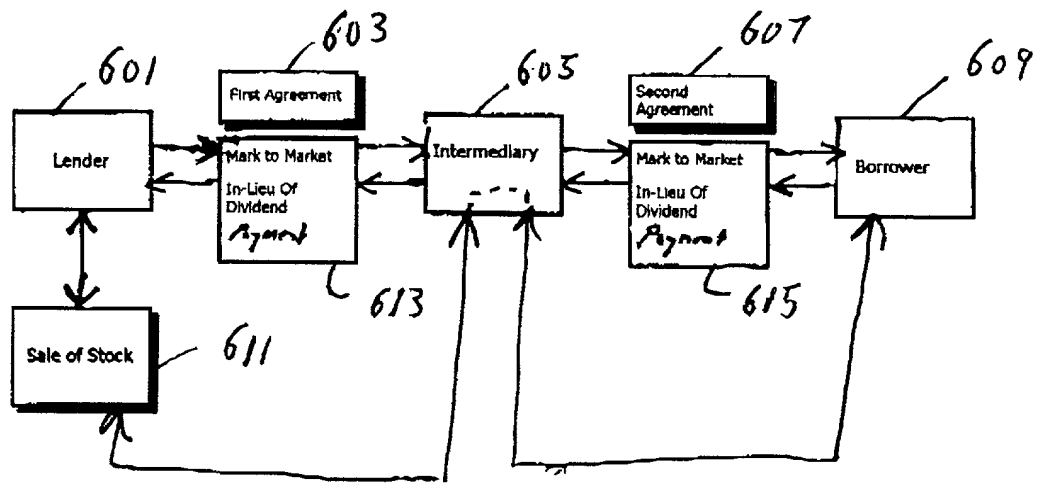 601
603
605
607
609
First Agreement
Second
Agreement
Lender
Mark to Market
In-Lieu Of
Dividend
Payment
Intermediary
Mark to Market
In-Lieu Of
Dividend
Payment
Borrower
613
615
Sale of Stock
611